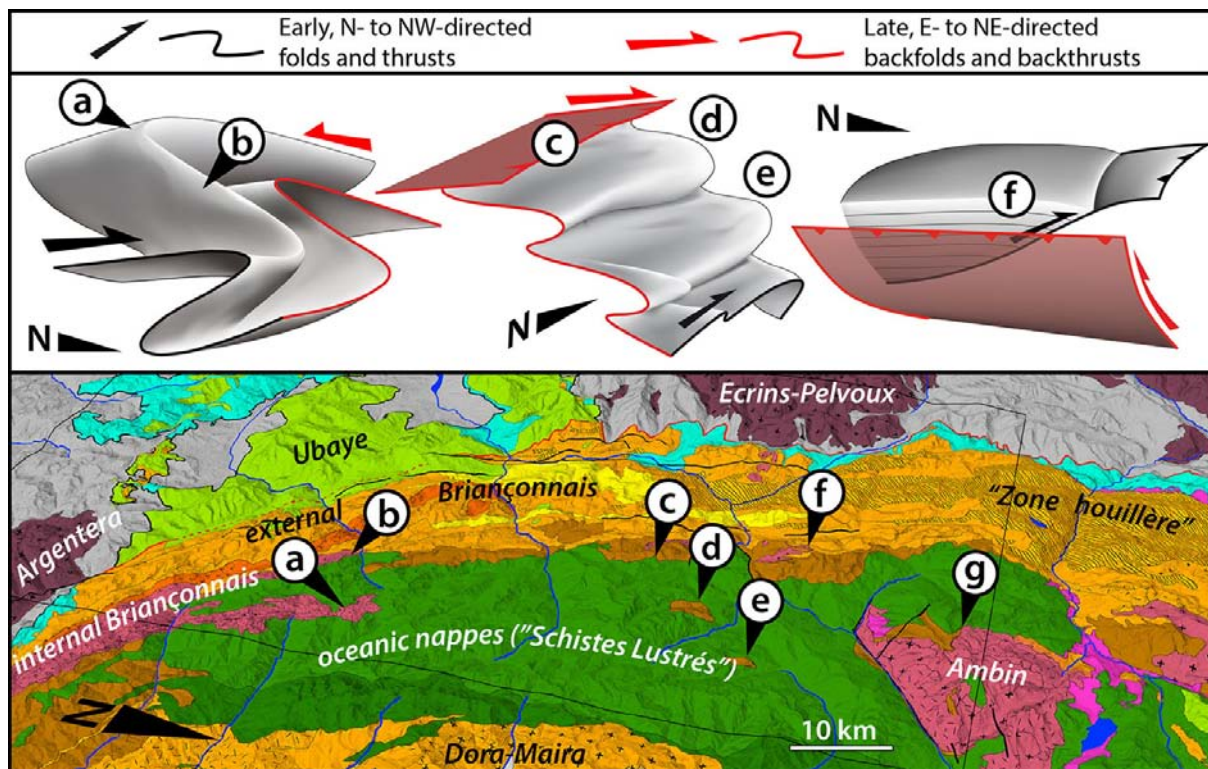 Early, N- to NW-directed
folds and thrusts
Late, E- to NE-directed
backfolds and backthrusts
a
b
N
c
d
e
N
N
f
Ecrins-Pelvoux
Ubaye
Argentera
external Briançonnais
"Zone houillère"
internal Briançonnais
b
a
c
d
e
f
g
oceanic nappes ("Schistes Lustrés")
Ambin
N
10 km
Dora-Maira